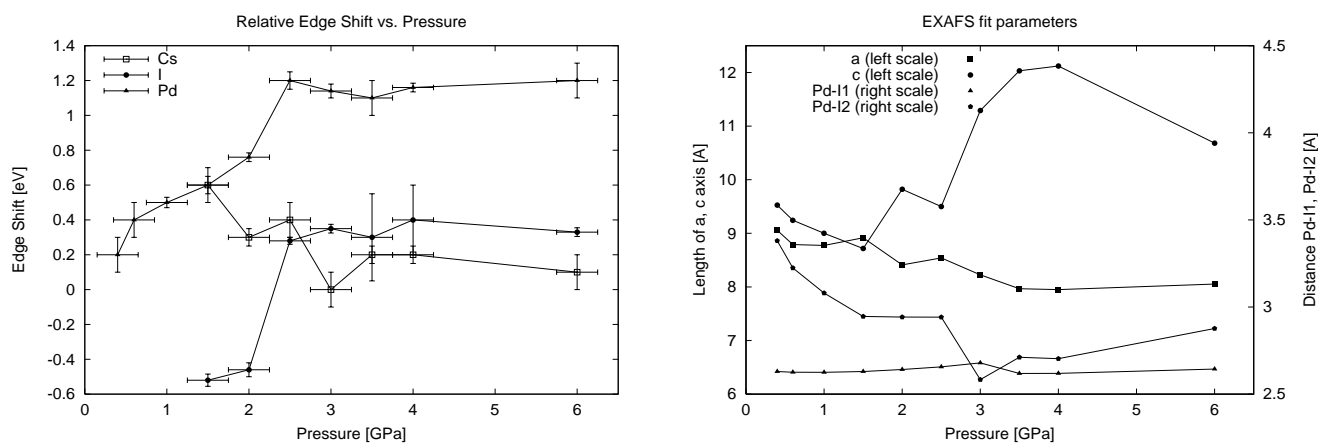 Relative Edge Shift vs. Pressure
Edge Shift [eV]
1.4
1.2
1
0.8
0.6
0.4
0.2
0
-0.2
-0.4
-0.6
Cs
I
Pd
0 1 2 3 4 5 6
Pressure [GPa]
EXAFS fit parameters
Length of a, c axis [A]
12
11
10
9
8
7
6
a (left scale)
c (left scale)
Pd-I1 (right scale)
Pd-I2 (right scale)
4.5
4
3.5
3
2.5
Distance Pd-I1, Pd-I2 [A]
0 1 2 3 4 5 6
Pressure [GPa]